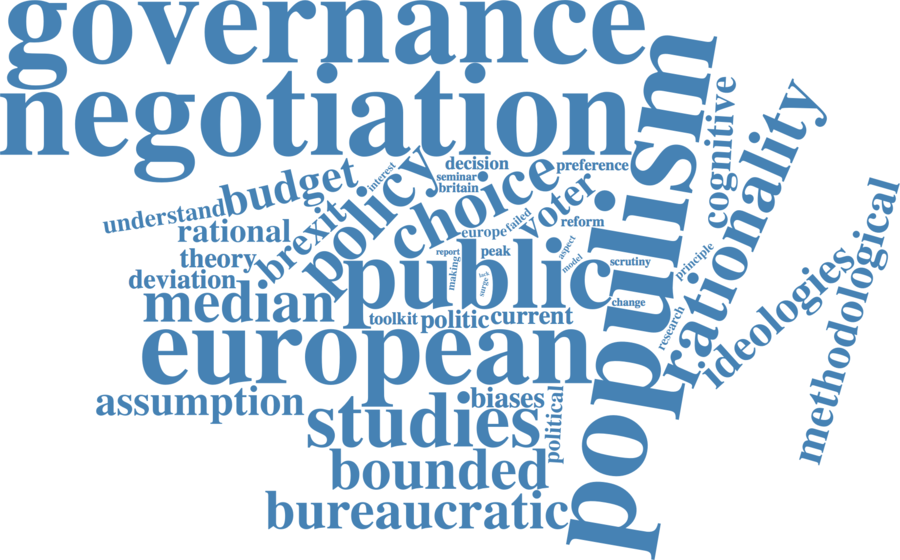 governance
negotiation
populism
cognitive
rationality
decision
preference
interest
seminar
britain
policy
choice
voter
budget
understand
rational
brexit
europe
failed
reform
theory
report
peak
aspect
scrutiny
principle
deviation
making
public
model
ideologies
methodological
median
change
toolkit
politic
current
research
european
assumption
biases
political
studies
bounded
bureaucratic